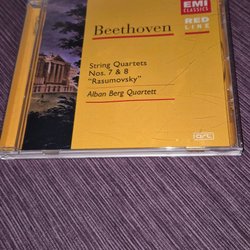 EMI
CLASSICS
RED
LINE
Beethoven
String Quartets
Nos. 7 & 8
"Rasumovsky"
Alban Berg Quartett